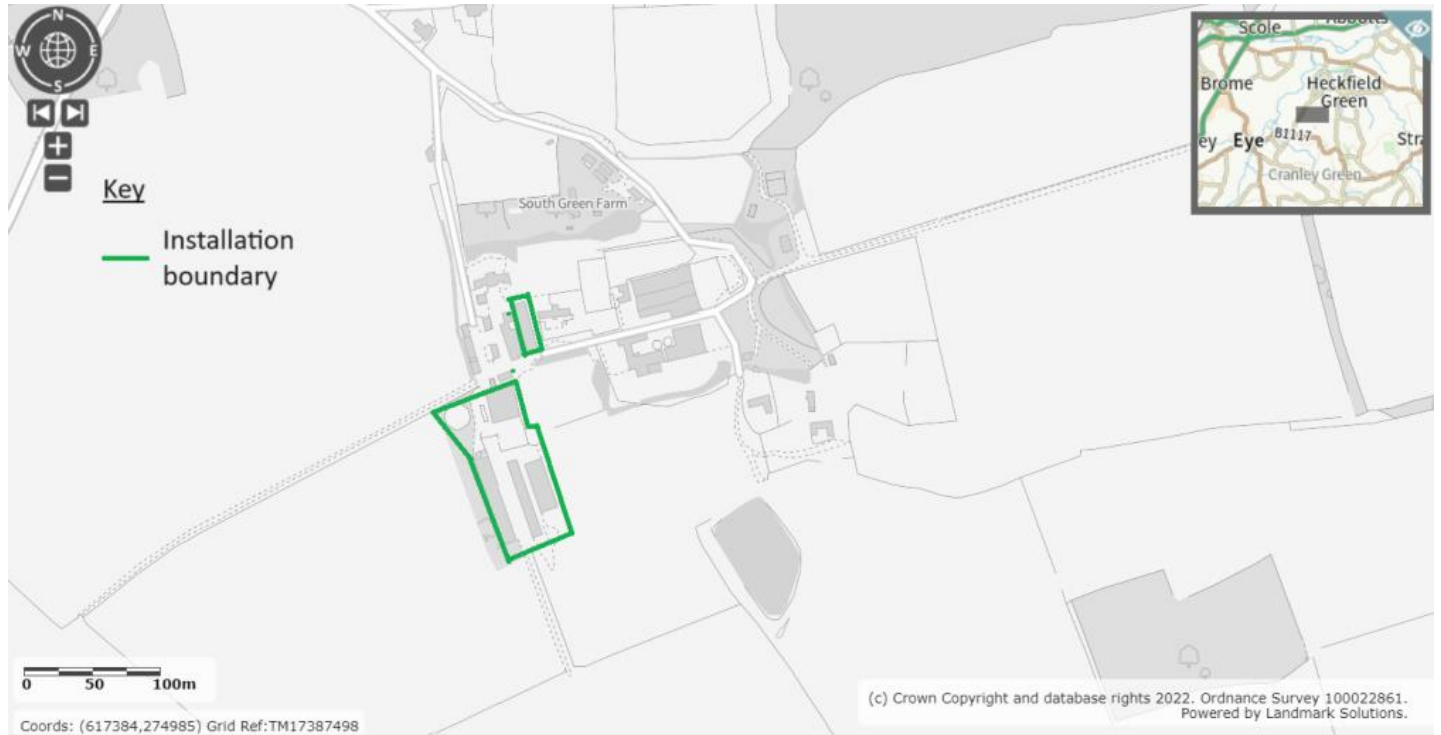 N
W
E
S
Key
Installation
boundary
South Green Farm
Scole
Brome
Heckfield
Green
Eye
B1117
Cranley Green
0 50 100m
Coords: (617384,274985) Grid Ref:TM17387498
(c) Crown Copyright and database rights 2022. Ordnance Survey 100022861.
Powered by Landmark Solutions.